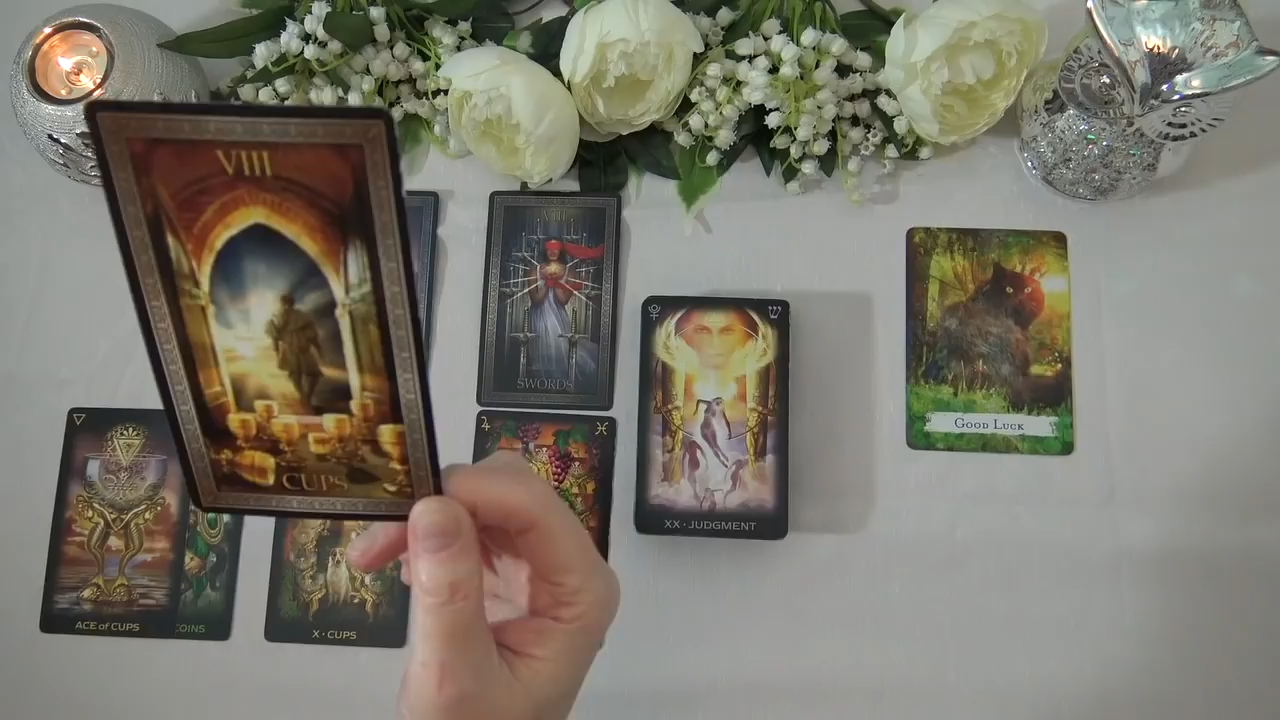 VIII
CUPS
VIII
SWORDS
XX · JUDGMENT
GOOD LUCK
ACE of CUPS
COINS
X · CUPS